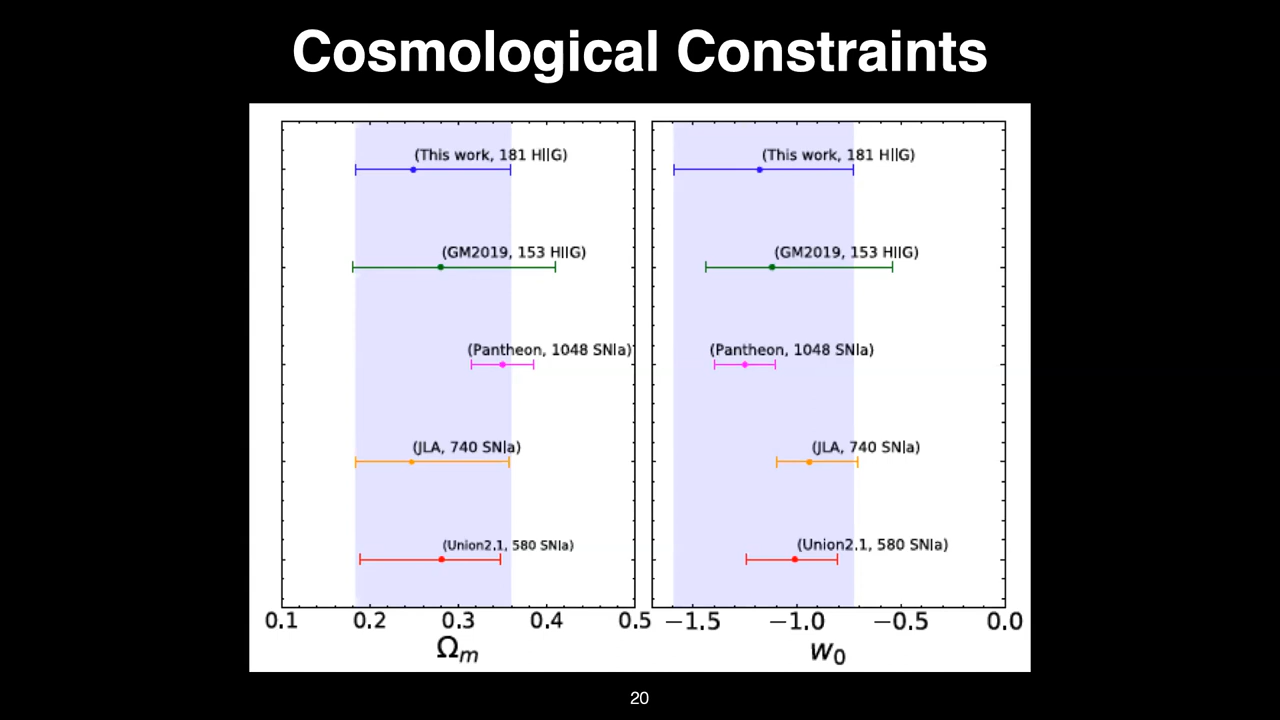 Cosmological Constraints
(This work, 181 HIIG)
(GM2019, 153 HIIG)
(Pantheon, 1048 SNIa)
(JLA, 740 SNIa)
(Union2.1, 580 SNIa)
0.1 0.2 0.3 0.4 0.5
Ωm
(This work, 181 HIIG)
(GM2019, 153 HIIG)
(Pantheon, 1048 SNIa)
(JLA, 740 SNIa)
(Union2.1, 580 SNIa)
−1.5 −1.0 −0.5 0.0
w0
20